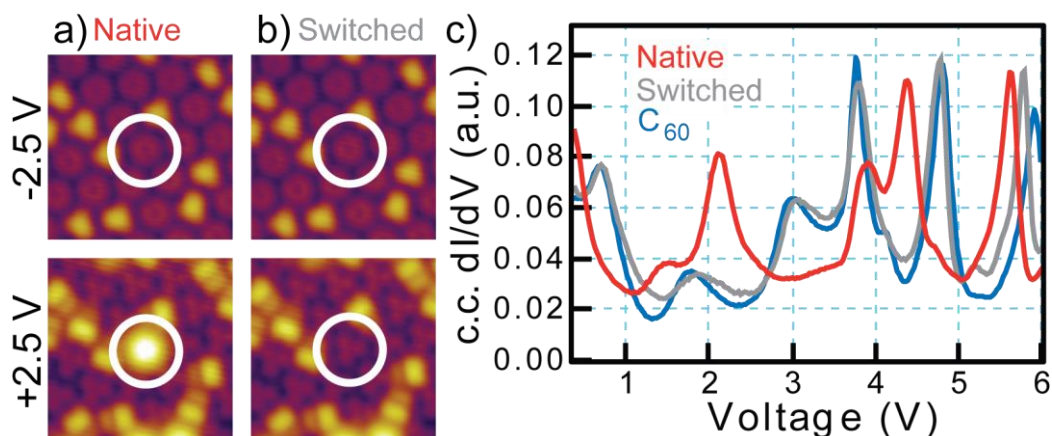 a) Native
b) Switched
c)
-2.5 V
+2.5 V
c.c. dI/dV (a.u.)
0.12
0.10
0.08
0.06
0.04
0.02
0.00
Native
Switched
C60
1 2 3 4 5 6
Voltage (V)